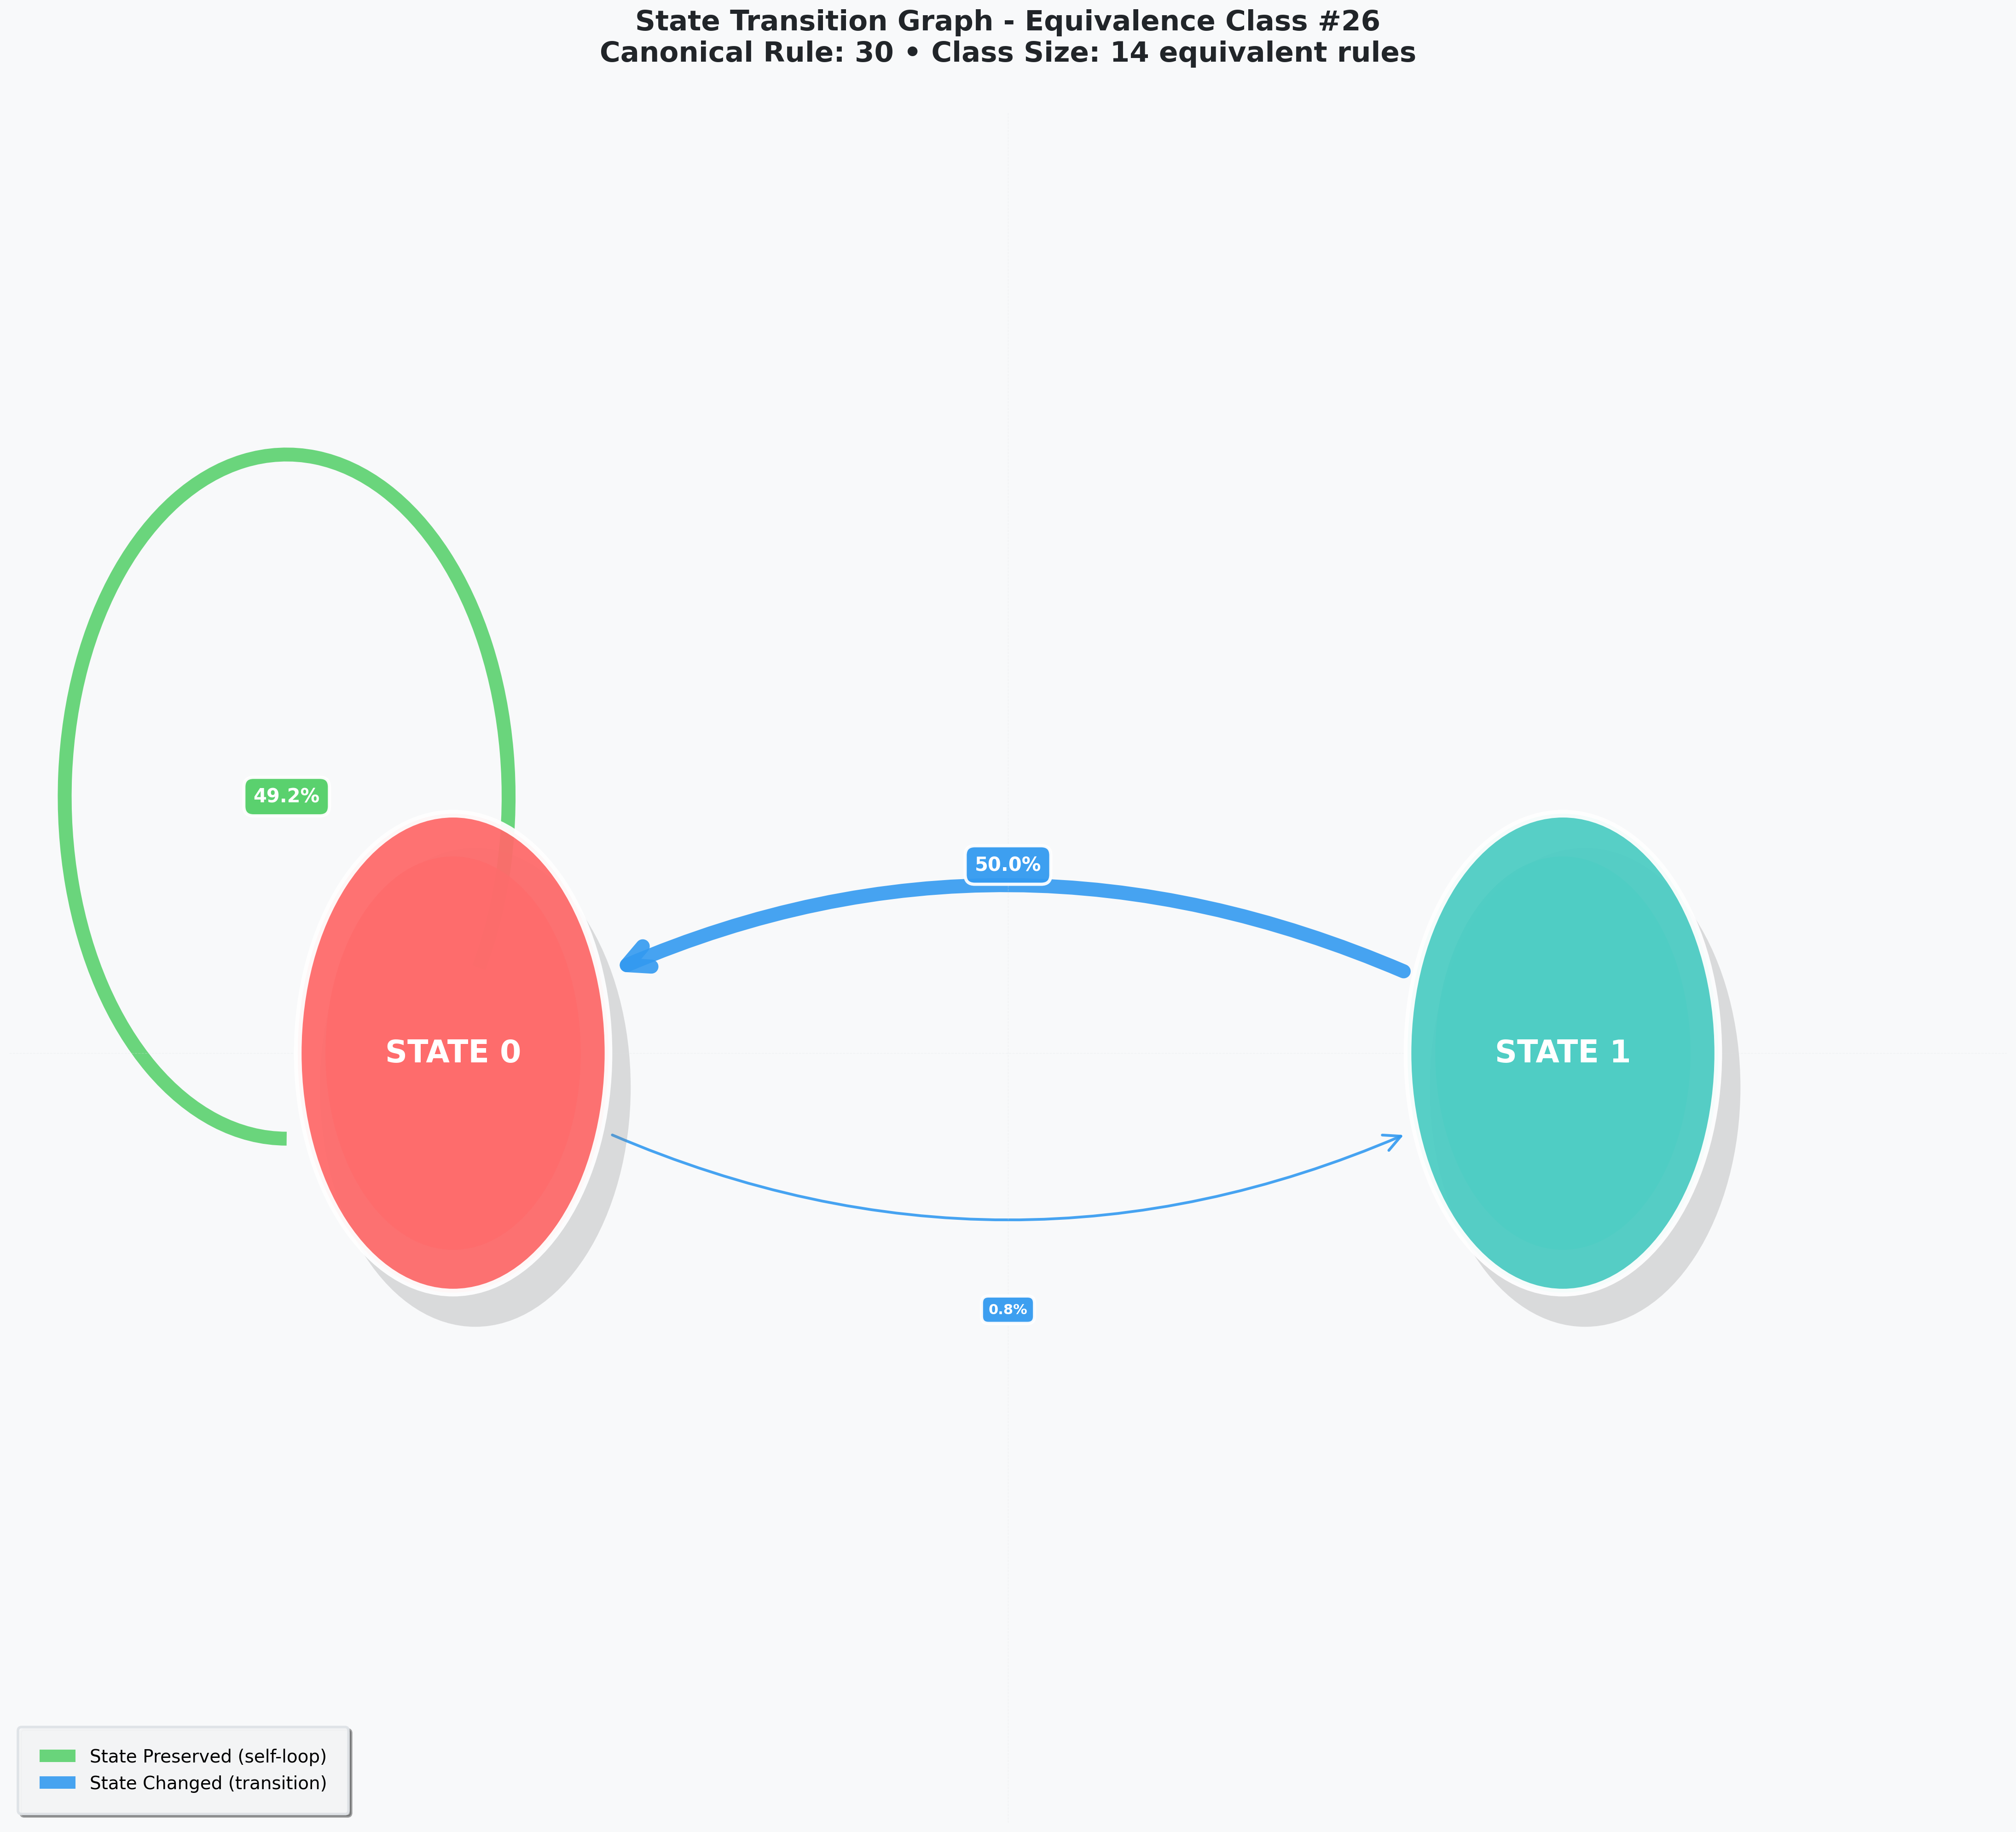 State Transition Graph - Equivalence Class #26
Canonical Rule: 30 • Class Size: 14 equivalent rules
49.2%
50.0%
STATE 0
STATE 1
0.8%
State Preserved (self-loop)
State Changed (transition)